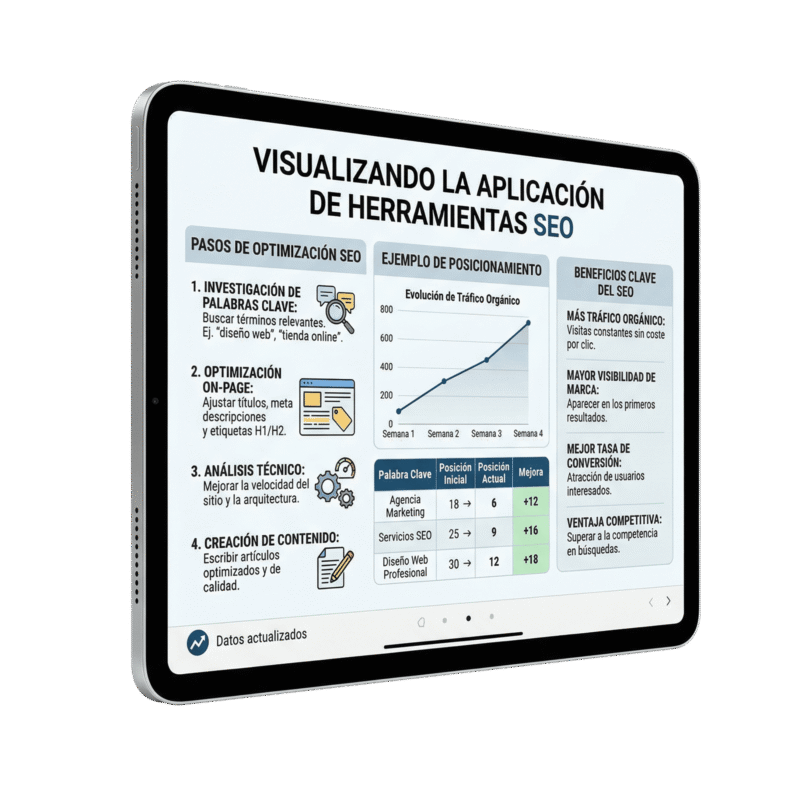 VISUALIZANDO LA APLICACIÓN
DE HERRAMIENTAS SEO
PASOS DE OPTIMIZACIÓN SEO
1. INVESTIGACIÓN DE
PALABRAS CLAVE:
Buscar términos relevantes.
Ej. "diseño web", "tienda online".
2. OPTIMIZACIÓN
ON-PAGE:
Ajustar títulos, meta
descripciones
y etiquetas H1/H2.
3. ANÁLISIS TÉCNICO:
Mejorar la velocidad del
sitio y la arquitectura.
4. CREACIÓN DE CONTENIDO:
Escribir artículos
optimizados y de
calidad.
EJEMPLO DE POSICIONAMIENTO
Evolución de Tráfico Orgánico
800
600
400
200
0
Semana 1 Semana 2 Semana 3 Semana 4
Palabra Clave Posición Inicial Posición Actual Mejora
Agencia Marketing 18 → 6 +12
Servicios SEO 25 → 9 +16
Diseño Web Profesional 30 → 12 +18
BENEFICIOS CLAVE
DEL SEO
MÁS TRÁFICO ORGÁNICO:
Visitas constantes sin coste
por clic.
MAYOR VISIBILIDAD DE
MARCA:
Aparecer en los primeros
resultados.
MEJOR TASA DE
CONVERSIÓN:
Atracción de usuarios
interesados.
VENTAJA COMPETITIVA:
Superar a la competencia
en búsquedas.
Datos actualizados